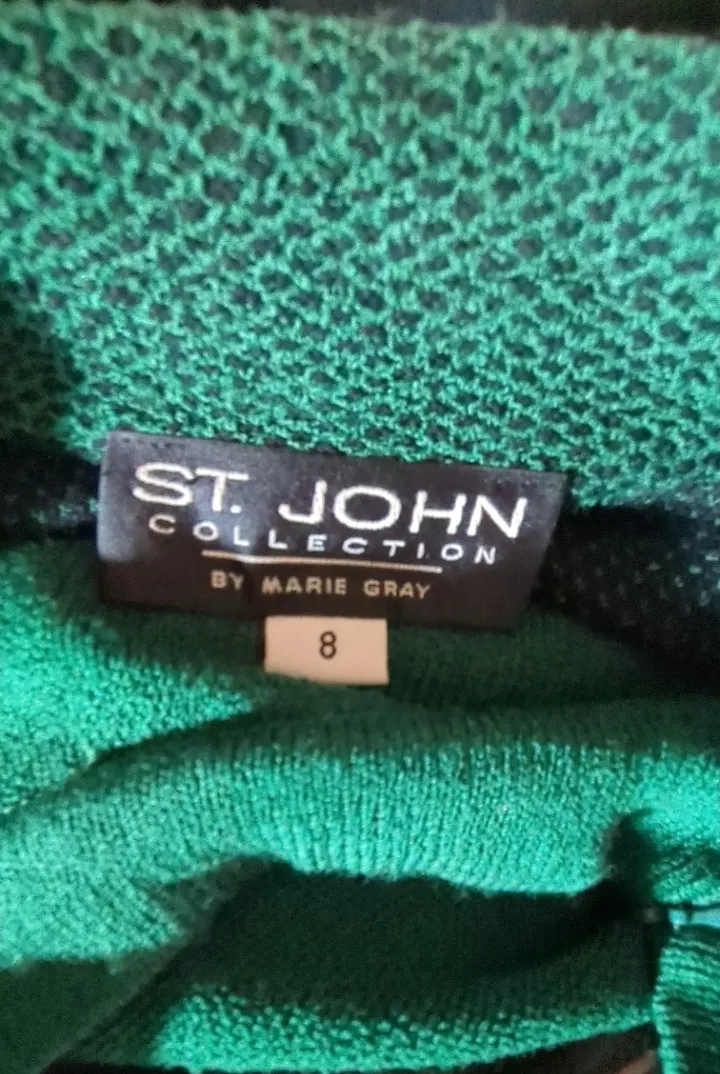 ST. JOHN
COLLECTION
BY MARIE GRAY
8